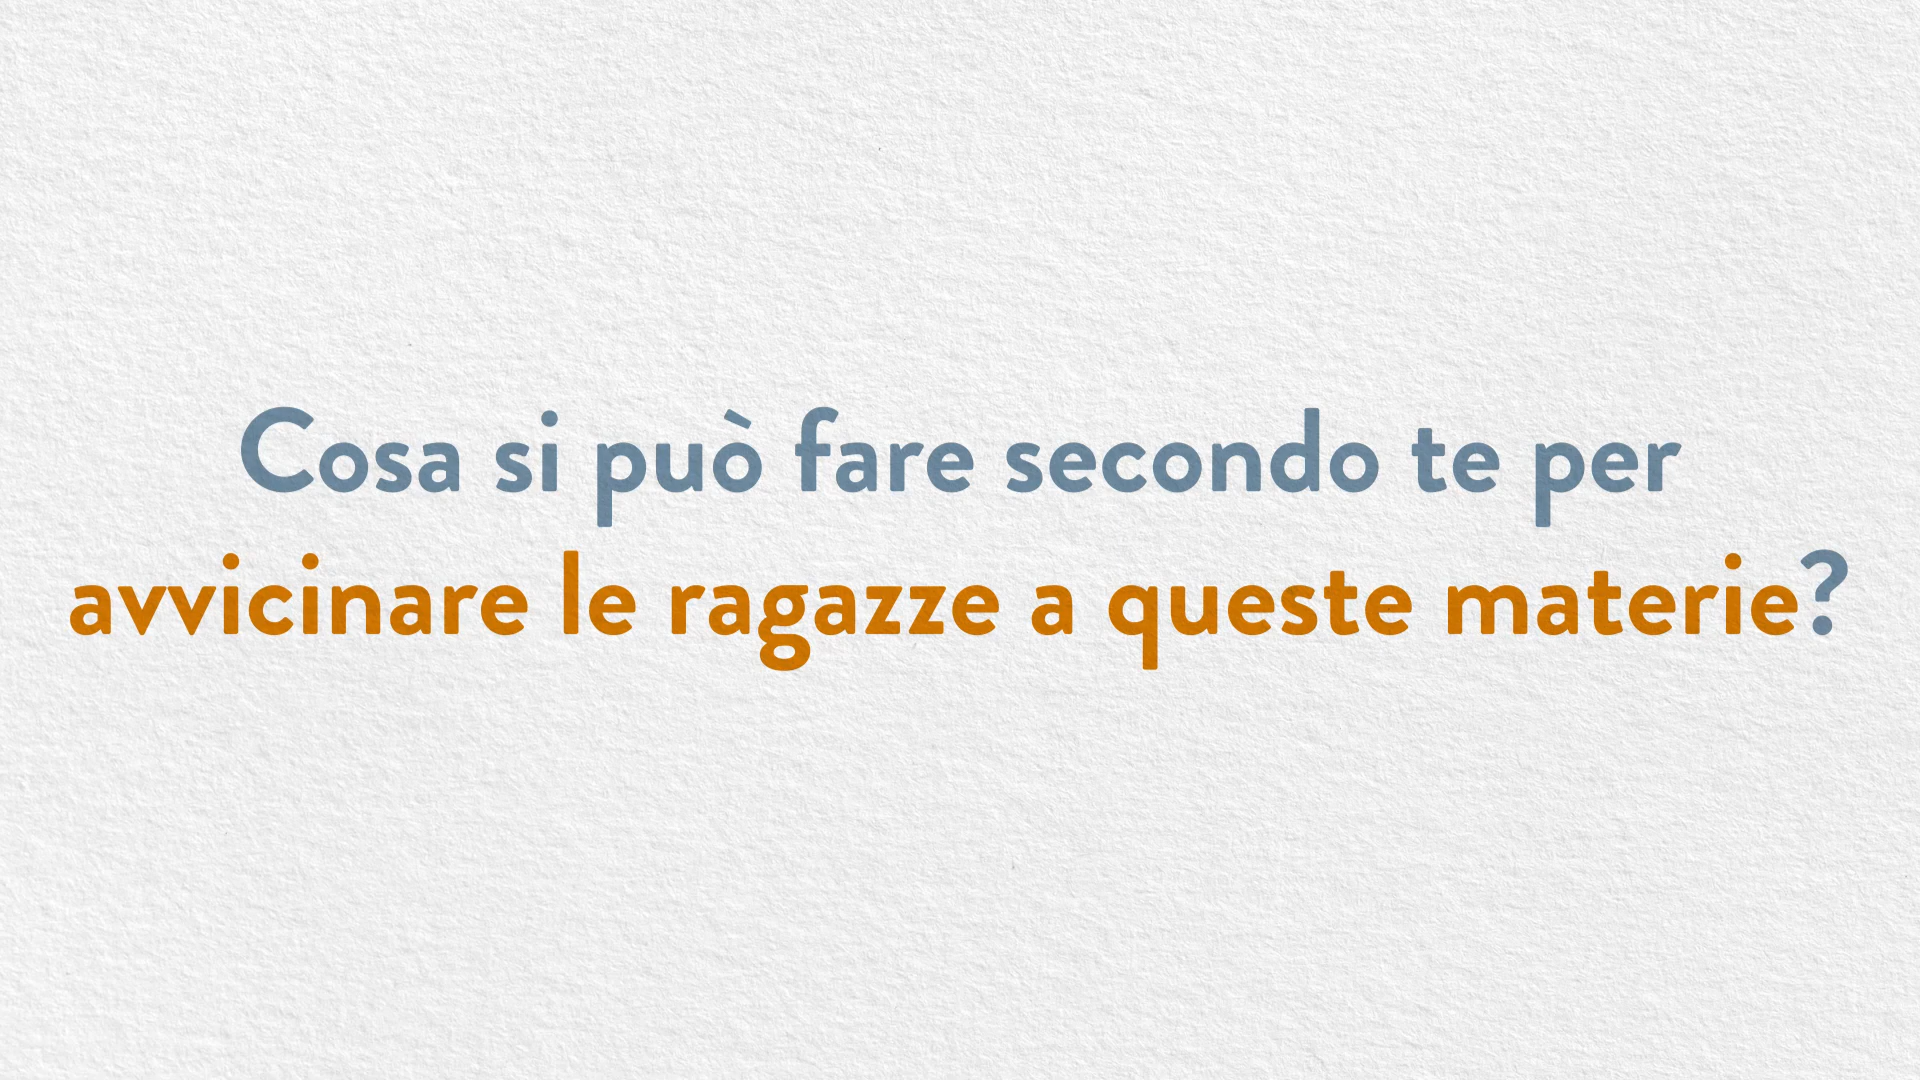 Cosa si può fare secondo te per
avvicinare le ragazze a queste materie?